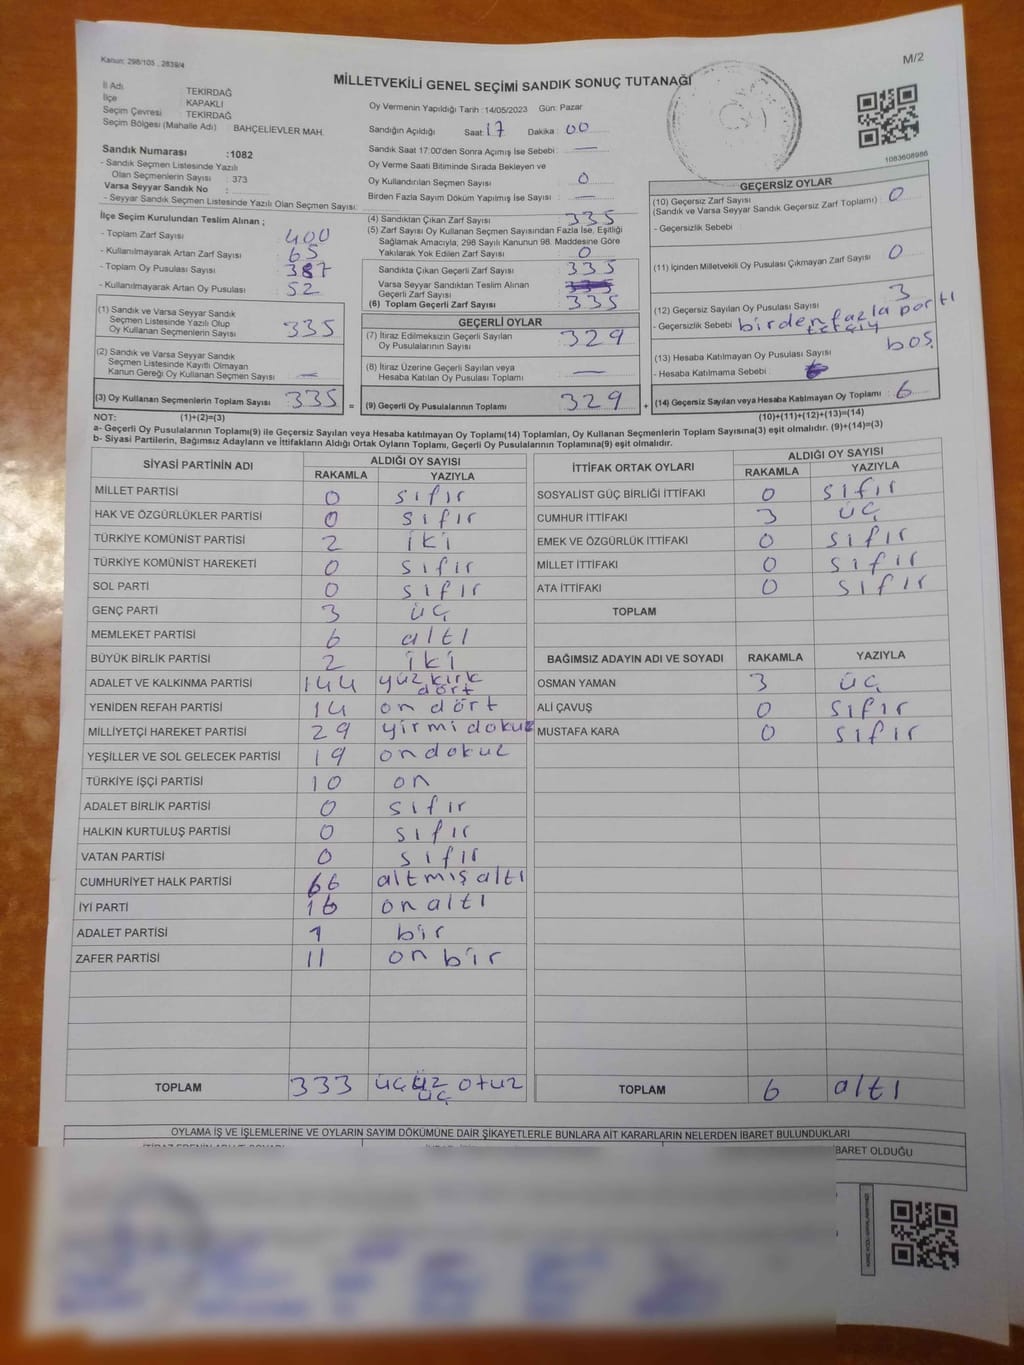 Kanun: 298/105 , 2839/4
M/2
MİLLETVEKİLİ GENEL SEÇİMİ SANDIK SONUÇ TUTANAĞI
İl Adı TEKİRDAĞ
İlçe KAPAKLI
Seçim Çevresi : TEKİRDAĞ
Seçim Bölgesi (Mahalle Adı) BAHÇELİEVLER MAH.
Sandık Numarası :1082
- Sandık Seçmen Listesinde Yazılı
Olan Seçmenlerin Sayısı : 373
Varsa Seyyar Sandık No :
- Seyyar Sandık Seçmen Listesinde Yazılı Olan Seçmen Sayısı:
Oy Vermenin Yapıldığı Tarih :14/05/2023 Gün: Pazar
Sandığın Açıldığı Saat: 17 Dakika : 00
Sandık Saat 17:00'den Sonra Açımış İse Sebebi : —
Oy Verme Saati Bitiminde Sırada Bekleyen ve
Oy Kullandırılan Seçmen Sayısı : 0
Birden Fazla Sayım Döküm Yapılmış İse Sayısı : —
1083608986
İlçe Seçim Kurulundan Teslim Alınan ;
- Toplam Zarf Sayısı : 400
- Kullanılmayarak Artan Zarf Sayısı : 65
- Toplam Oy Pusulası Sayısı : 387
- Kullanılmayarak Artan Oy Pusulası : 52
(1) Sandık ve Varsa Seyyar Sandık
Seçmen Listesinde Yazılı Olup
Oy Kullanan Seçmenlerin Sayısı : 335
(2) Sandık ve Varsa Seyyar Sandık
Seçmen Listesinde Kayıtlı Olmayan
Kanun Gereği Oy Kullanan Seçmen Sayısı : —
(3) Oy Kullanan Seçmenlerin Toplam Sayısı : 335 =
(4) Sandıktan Çıkan Zarf Sayısı : 335
(5) Zarf Sayısı Oy Kullanan Seçmen Sayısından Fazla İse, Eşitliği
Sağlamak Amacıyla, 298 Sayılı Kanunun 98. Maddesine Göre
Yakılarak Yok Edilen Zarf Sayısı : 0
Sandıkta Çıkan Geçerli Zarf Sayısı : 335
Varsa Seyyar Sandıktan Teslim Alınan
Geçerli Zarf Sayısı
(6) Toplam Geçerli Zarf Sayısı : 335
GEÇERLİ OYLAR
(7) İtiraz Edilmeksizin Geçerli Sayılan
Oy Pusulalarının Sayısı : 329
(8) İtiraz Üzerine Geçerli Sayılan veya
Hesaba Katılan Oy Pusulası Toplamı : —
(9) Geçerli Oy Pusulalarının Toplamı : 329 +
GEÇERSİZ OYLAR
(10) Geçersiz Zarf Sayısı : 0
(Sandık ve Varsa Seyyar Sandık Geçersiz Zarf Toplamı)
- Geçersizlik Sebebi
(11) İçinden Milletvekili Oy Pusulası Çıkmayan Zarf Sayısı : 0
(12) Geçersiz Sayılan Oy Pusulası Sayısı : 3
- Geçersizlik Sebebi : birden fazla parti
(13) Hesaba Katılmayan Oy Pusulası Sayısı : boş
- Hesaba Katılmama Sebebi :
(14) Geçersiz Sayılan veya Hesaba Katılmayan Oy Toplamı : 6
NOT: (1)+(2)=(3) (10)+(11)+(12)+(13)=(14)
a- Geçerli Oy Pusulalarının Toplamı(9) ile Geçersiz Sayılan veya Hesaba katılmayan Oy Toplamı(14) Toplamları, Oy Kullanan Seçmenlerin Toplam Sayısına(3) eşit olmalıdır. (9)+(14)=(3)
b- Siyasi Partilerin, Bağımsız Adayların ve İttifakların Aldığı Ortak Oyların Toplamı, Geçerli Oy Pusulalarının Toplamına(9) eşit olmalıdır.
SİYASİ PARTİNİN ADI ALDIĞI OY SAYISI
RAKAMLA YAZIYLA
MİLLET PARTİSİ 0 sıfır
HAK VE ÖZGÜRLÜKLER PARTİSİ 0 sıfır
TÜRKİYE KOMÜNİST PARTİSİ 2 iki
TÜRKİYE KOMÜNİST HAREKETİ 0 sıfır
SOL PARTİ 0 sıfır
GENÇ PARTİ 3 üç
MEMLEKET PARTİSİ 6 altı
BÜYÜK BİRLİK PARTİSİ 2 iki
ADALET VE KALKINMA PARTİSİ 144 yüz kırk
dört
YENİDEN REFAH PARTİSİ 14 on dört
MİLLİYETÇİ HAREKET PARTİSİ 29 yirmi dokuz
YEŞİLLER VE SOL GELECEK PARTİSİ 19 on dokuz
TÜRKİYE İŞÇİ PARTİSİ 10 on
ADALET BİRLİK PARTİSİ 0 sıfır
HALKIN KURTULUŞ PARTİSİ 0 sıfır
VATAN PARTİSİ 0 sıfır
CUMHURİYET HALK PARTİSİ 66 altmış altı
İYİ PARTİ 16 on altı
ADALET PARTİSİ 1 bir
ZAFER PARTİSİ 11 on bir
TOPLAM 333 üçüz otuz
üç
İTTİFAK ORTAK OYLARI ALDIĞI OY SAYISI
RAKAMLA YAZIYLA
SOSYALİST GÜÇ BİRLİĞİ İTTİFAKI 0 sıfır
CUMHUR İTTİFAKI 3 üç
EMEK VE ÖZGÜRLÜK İTTİFAKI 0 sıfır
MİLLET İTTİFAKI 0 sıfır
ATA İTTİFAKI 0 sıfır
TOPLAM
BAĞIMSIZ ADAYIN ADI VE SOYADI RAKAMLA YAZIYLA
OSMAN YAMAN 3 üç
ALİ ÇAVUŞ 0 sıfır
MUSTAFA KARA 0 sıfır
TOPLAM 6 altı
OYLAMA İŞ VE İŞLEMLERİNE VE OYLARIN SAYIM DÖKÜMÜNE DAİR ŞİKAYETLERLE BUNLARA AİT KARARLARIN NELERDEN İBARET BULUNDUKLARI
BARET OLDUĞU